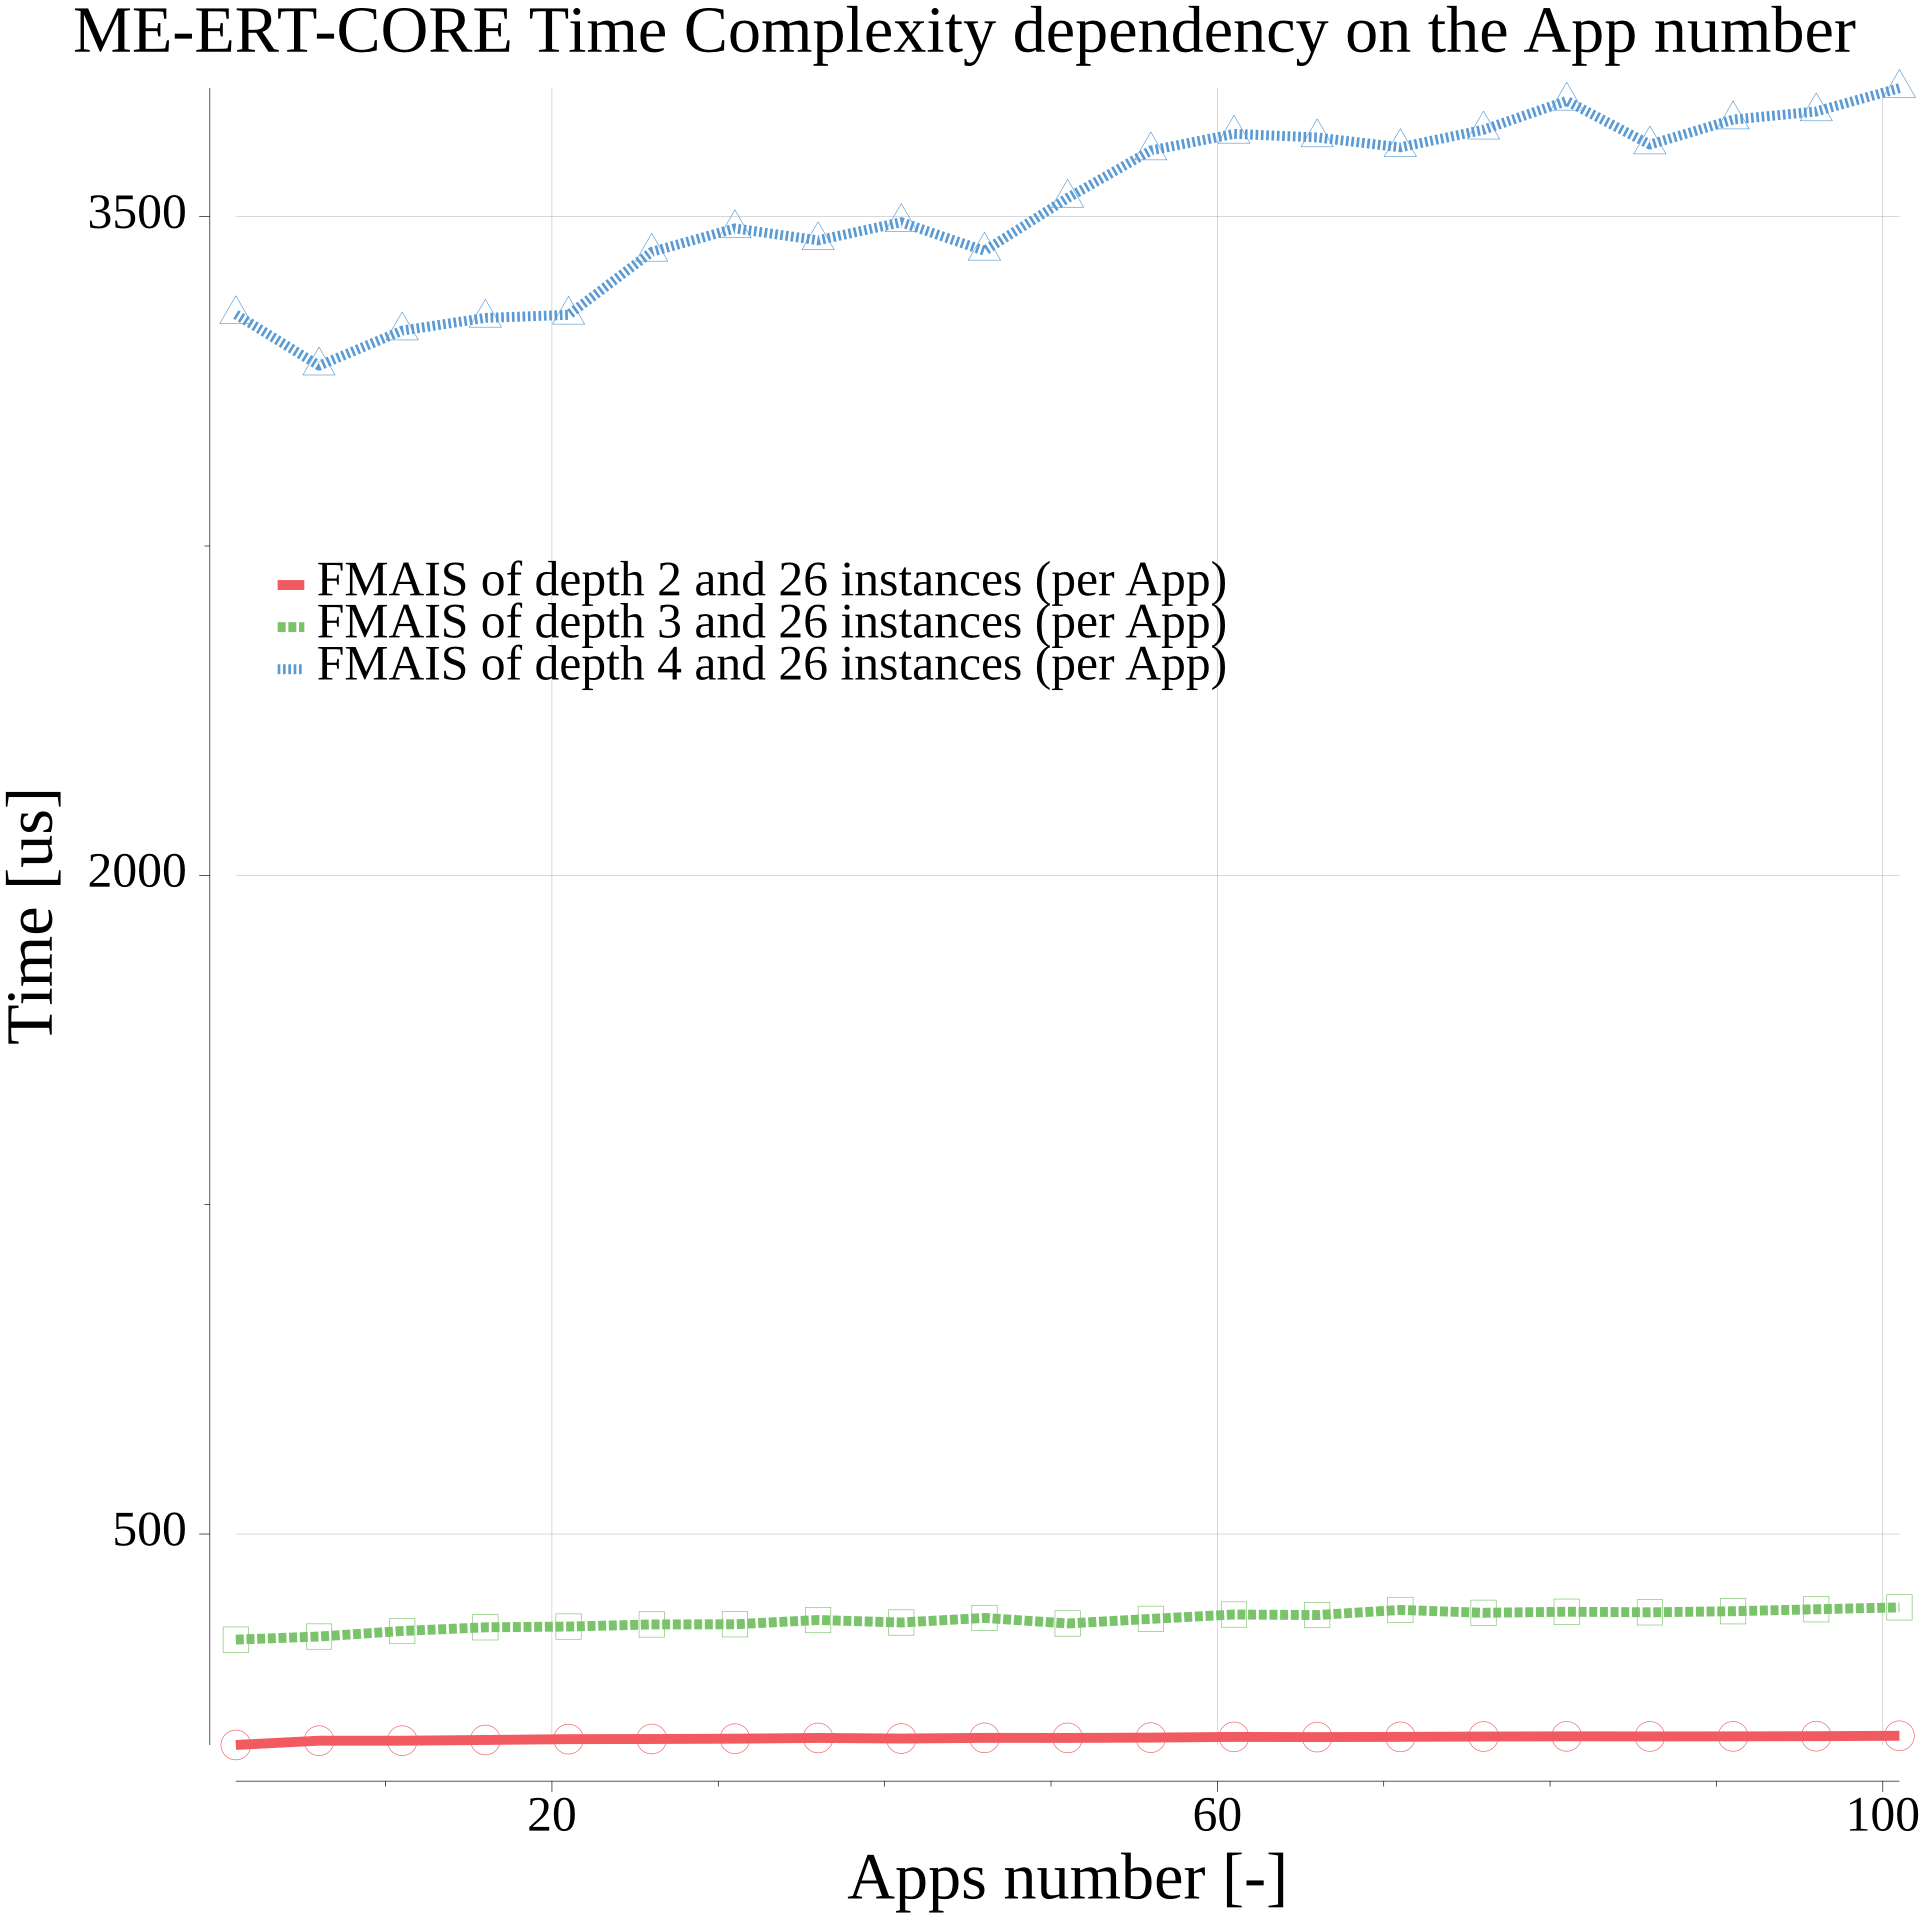 ME-ERT-CORE Time Complexity dependency on the App number
3500
FMAIS of depth 2 and 26 instances (per App)
FMAIS of depth 3 and 26 instances (per App)
FMAIS of depth 4 and 26 instances (per App)
Time [us]
2000
500
20 60 100
Apps number [-]